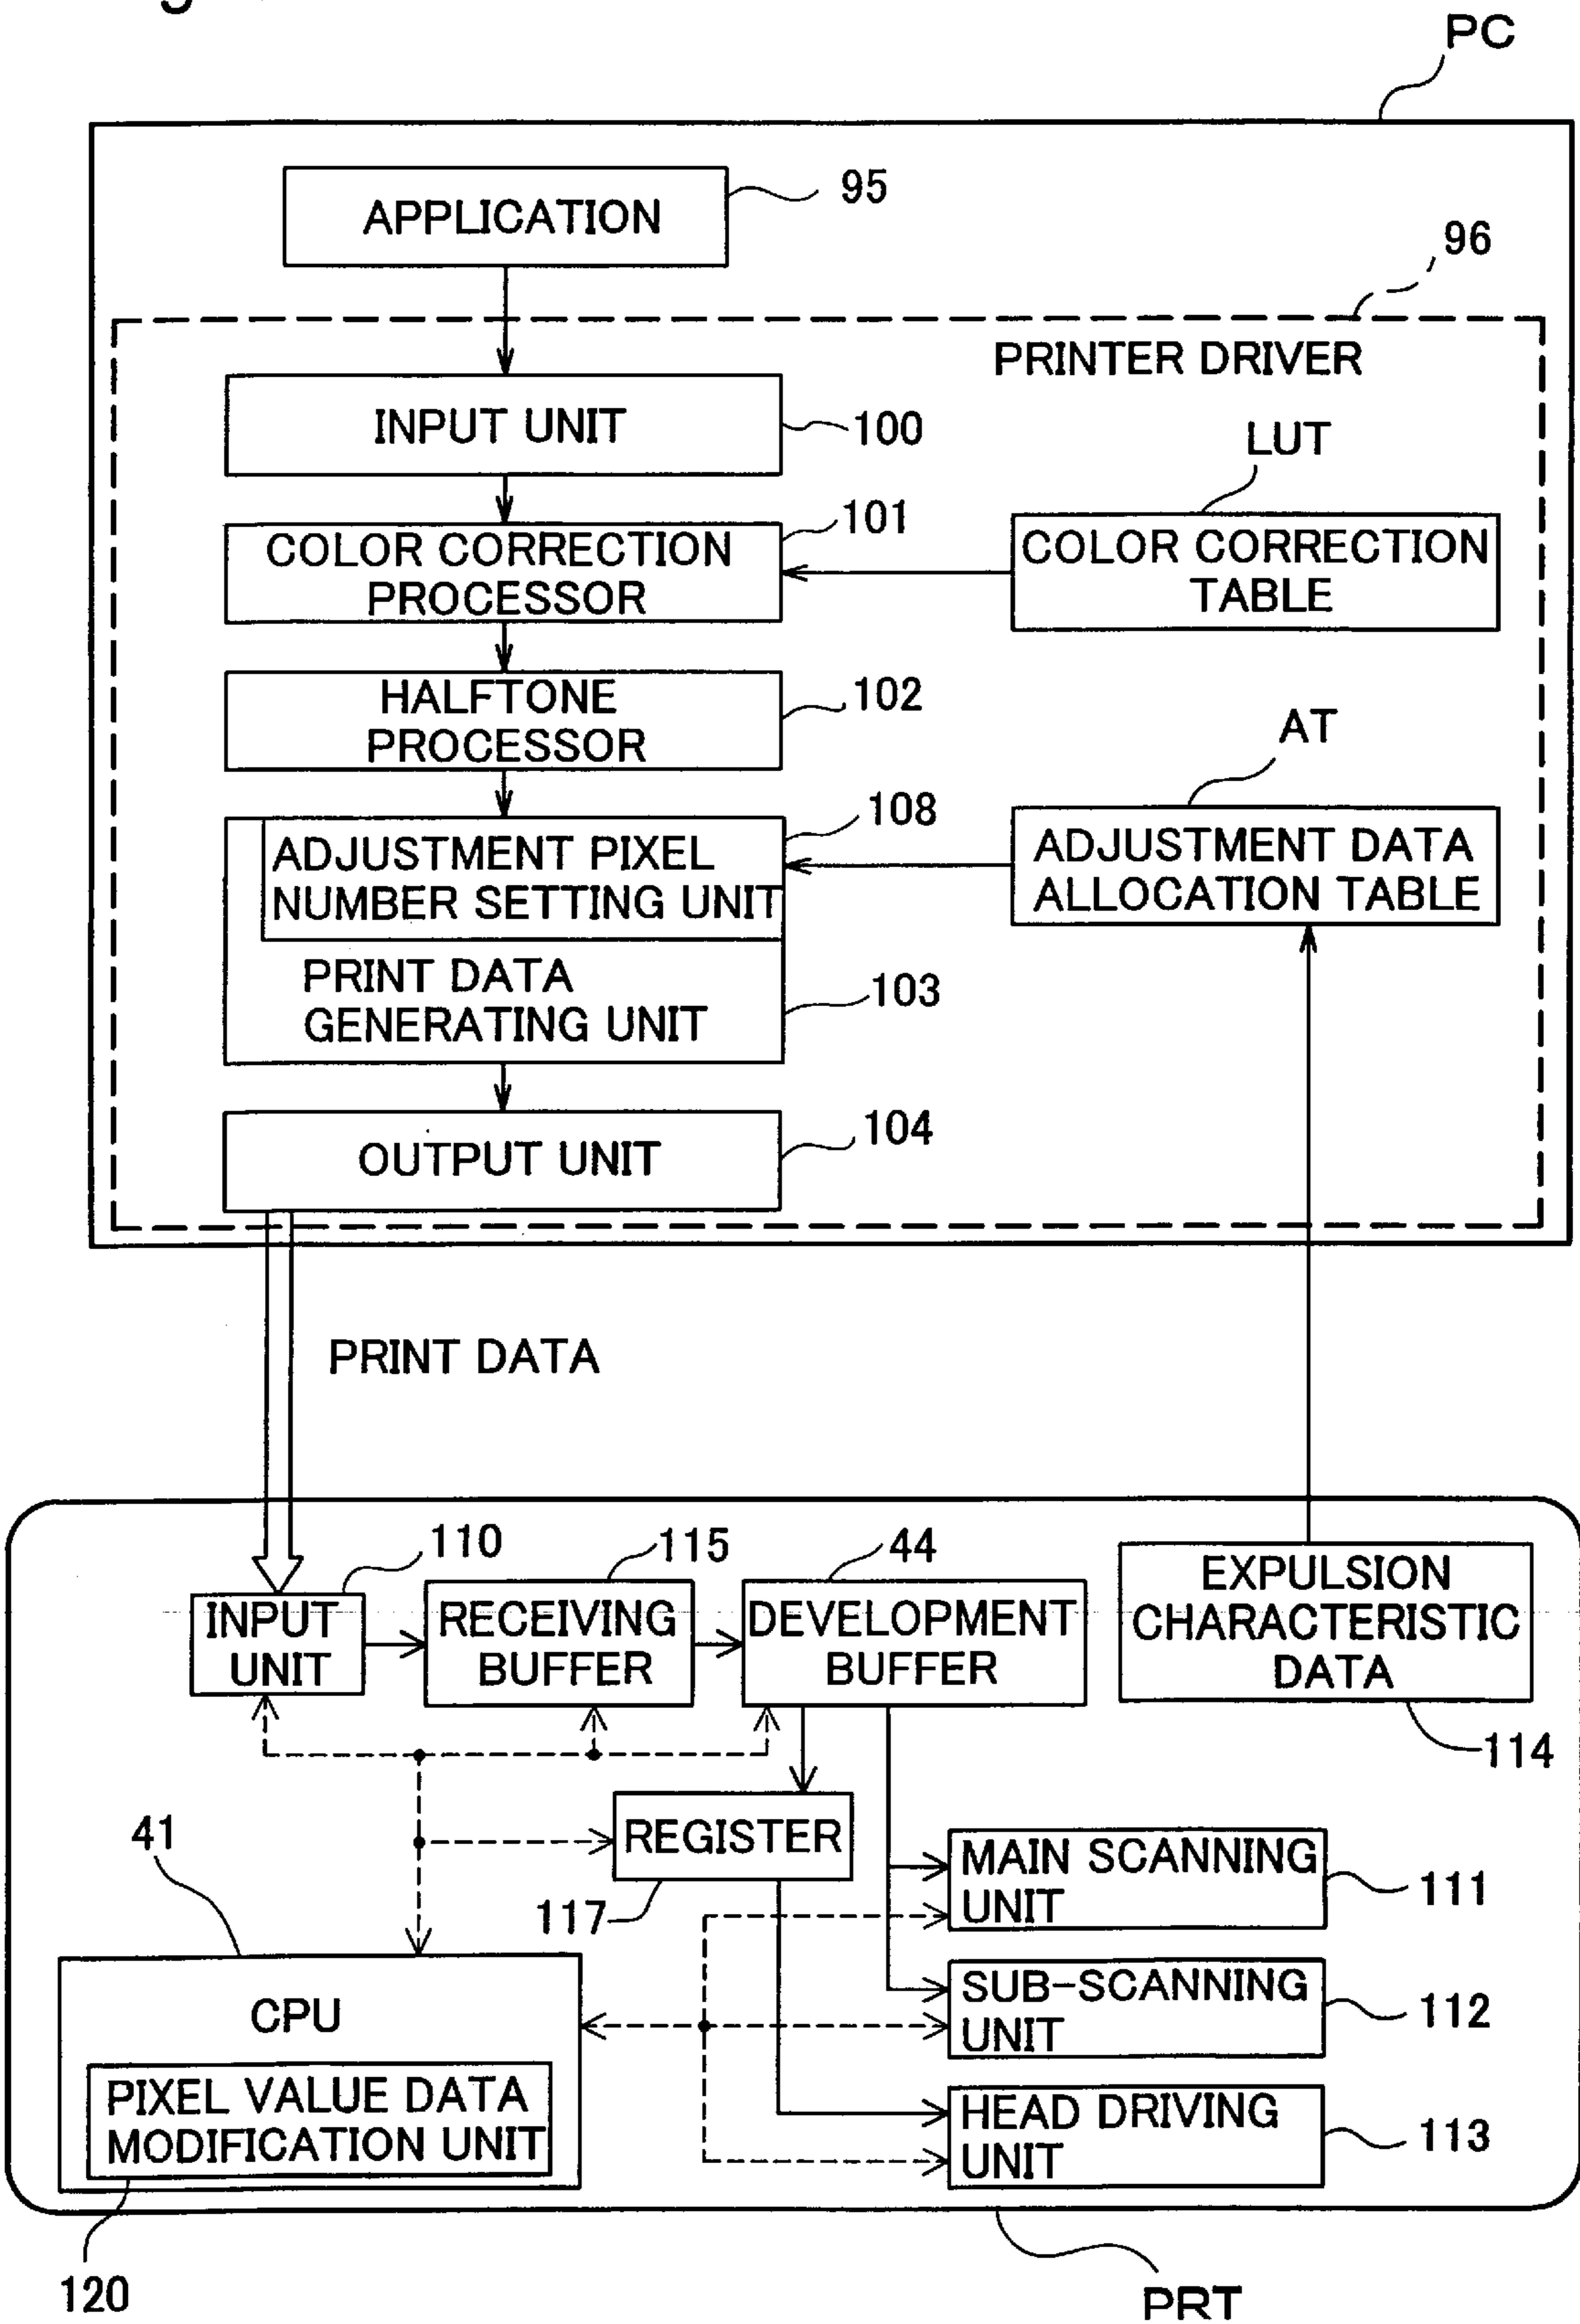 PC
APPLICATION
95
96
PRINTER DRIVER
INPUT UNIT
100
LUT
COLOR CORRECTION
PROCESSOR
101
COLOR CORRECTION
TABLE
HALFTONE
PROCESSOR
102
AT
ADJUSTMENT PIXEL
NUMBER SETTING UNIT
108
ADJUSTMENT DATA
ALLOCATION TABLE
PRINT DATA
GENERATING UNIT
103
OUTPUT UNIT
104
PRINT DATA
110
115
44
INPUT
UNIT
RECEIVING
BUFFER
DEVELOPMENT
BUFFER
EXPULSION
CHARACTERISTIC
DATA
114
41
REGISTER
117
MAIN SCANNING
UNIT
111
CPU
SUB-SCANNING
UNIT
112
PIXEL VALUE DATA
MODIFICATION UNIT
HEAD DRIVING
UNIT
113
120
PRT